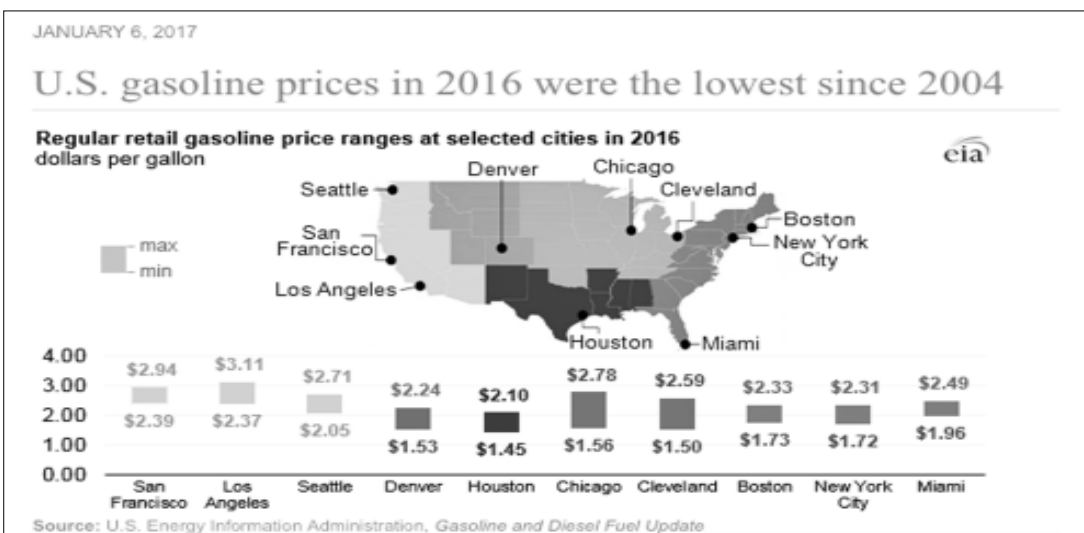 JANUARY 6, 2017
U.S. gasoline prices in 2016 were the lowest since 2004
Regular retail gasoline price ranges at selected cities in 2016
dollars per gallon
eia
Denver
Chicago
Seattle
Cleveland
San
Francisco
Boston
New York
City
max
min
Los Angeles
Houston
Miami
4.00
3.00
2.00
1.00
0.00
$2.94 $3.11 $2.71 $2.24 $2.10 $2.78 $2.59 $2.33 $2.31 $2.49
$2.39 $2.37 $2.05 $1.53 $1.45 $1.56 $1.50 $1.73 $1.72 $1.96
San Francisco Los Angeles Seattle Denver Houston Chicago Cleveland Boston New York City Miami
Source: U.S. Energy Information Administration, Gasoline and Diesel Fuel Update